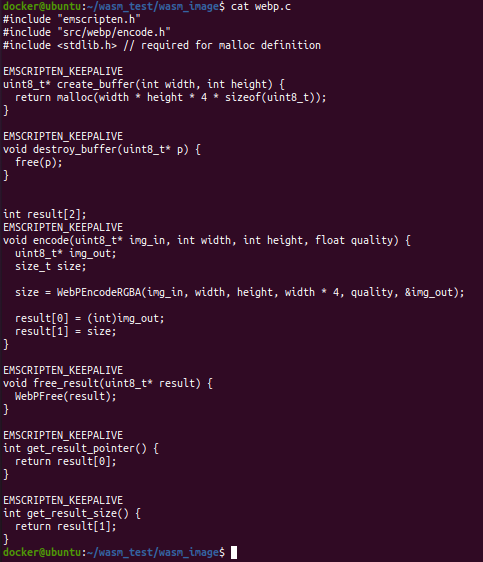 docker@ubuntu:~/wasm_test/wasm_image$ cat webp.c
#include "emscripten.h"
#include "src/webp/encode.h"
#include <stdlib.h> // required for malloc definition

EMSCRIPTEN_KEEPALIVE
uint8_t* create_buffer(int width, int height) {
  return malloc(width * height * 4 * sizeof(uint8_t));
}

EMSCRIPTEN_KEEPALIVE
void destroy_buffer(uint8_t* p) {
  free(p);
}


int result[2];
EMSCRIPTEN_KEEPALIVE
void encode(uint8_t* img_in, int width, int height, float quality) {
  uint8_t* img_out;
  size_t size;

  size = WebPEncodeRGBA(img_in, width, height, width * 4, quality, &img_out);

  result[0] = (int)img_out;
  result[1] = size;
}

EMSCRIPTEN_KEEPALIVE
void free_result(uint8_t* result) {
  WebPFree(result);
}

EMSCRIPTEN_KEEPALIVE
int get_result_pointer() {
  return result[0];
}

EMSCRIPTEN_KEEPALIVE
int get_result_size() {
  return result[1];
}
docker@ubuntu:~/wasm_test/wasm_image$